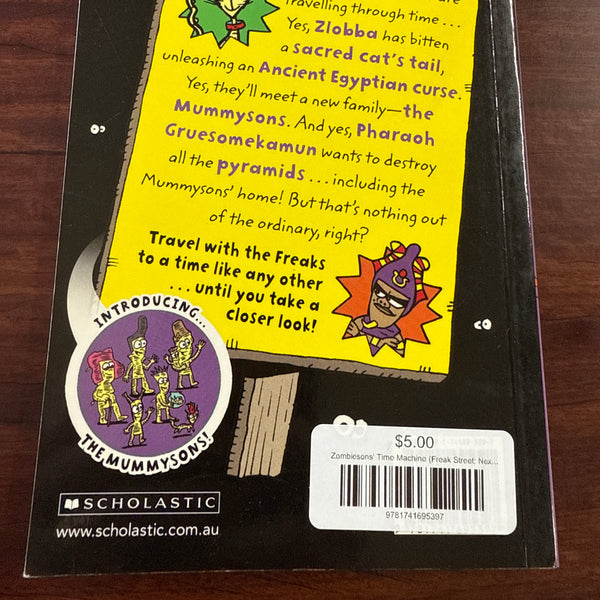 travelling through time ...
Yes, Zlobba has bitten
a sacred cat's tail,
unleashing an Ancient Egyptian curse.
Yes, they'll meet a new family—the
Mummysons. And yes, Pharaoh
Gruesomekamun wants to destroy
all the pyramids ... including the
Mummysons' home! But that's nothing out
of the ordinary, right?
Travel with the Freaks
to a time like any other
... until you take a
closer look!
INTRODUCING...
THE MUMMYSONS!
SCHOLASTIC
www.scholastic.com.au
$5.00
Zombiesons' Time Machine (Freak Street: Nex...
9781741695397